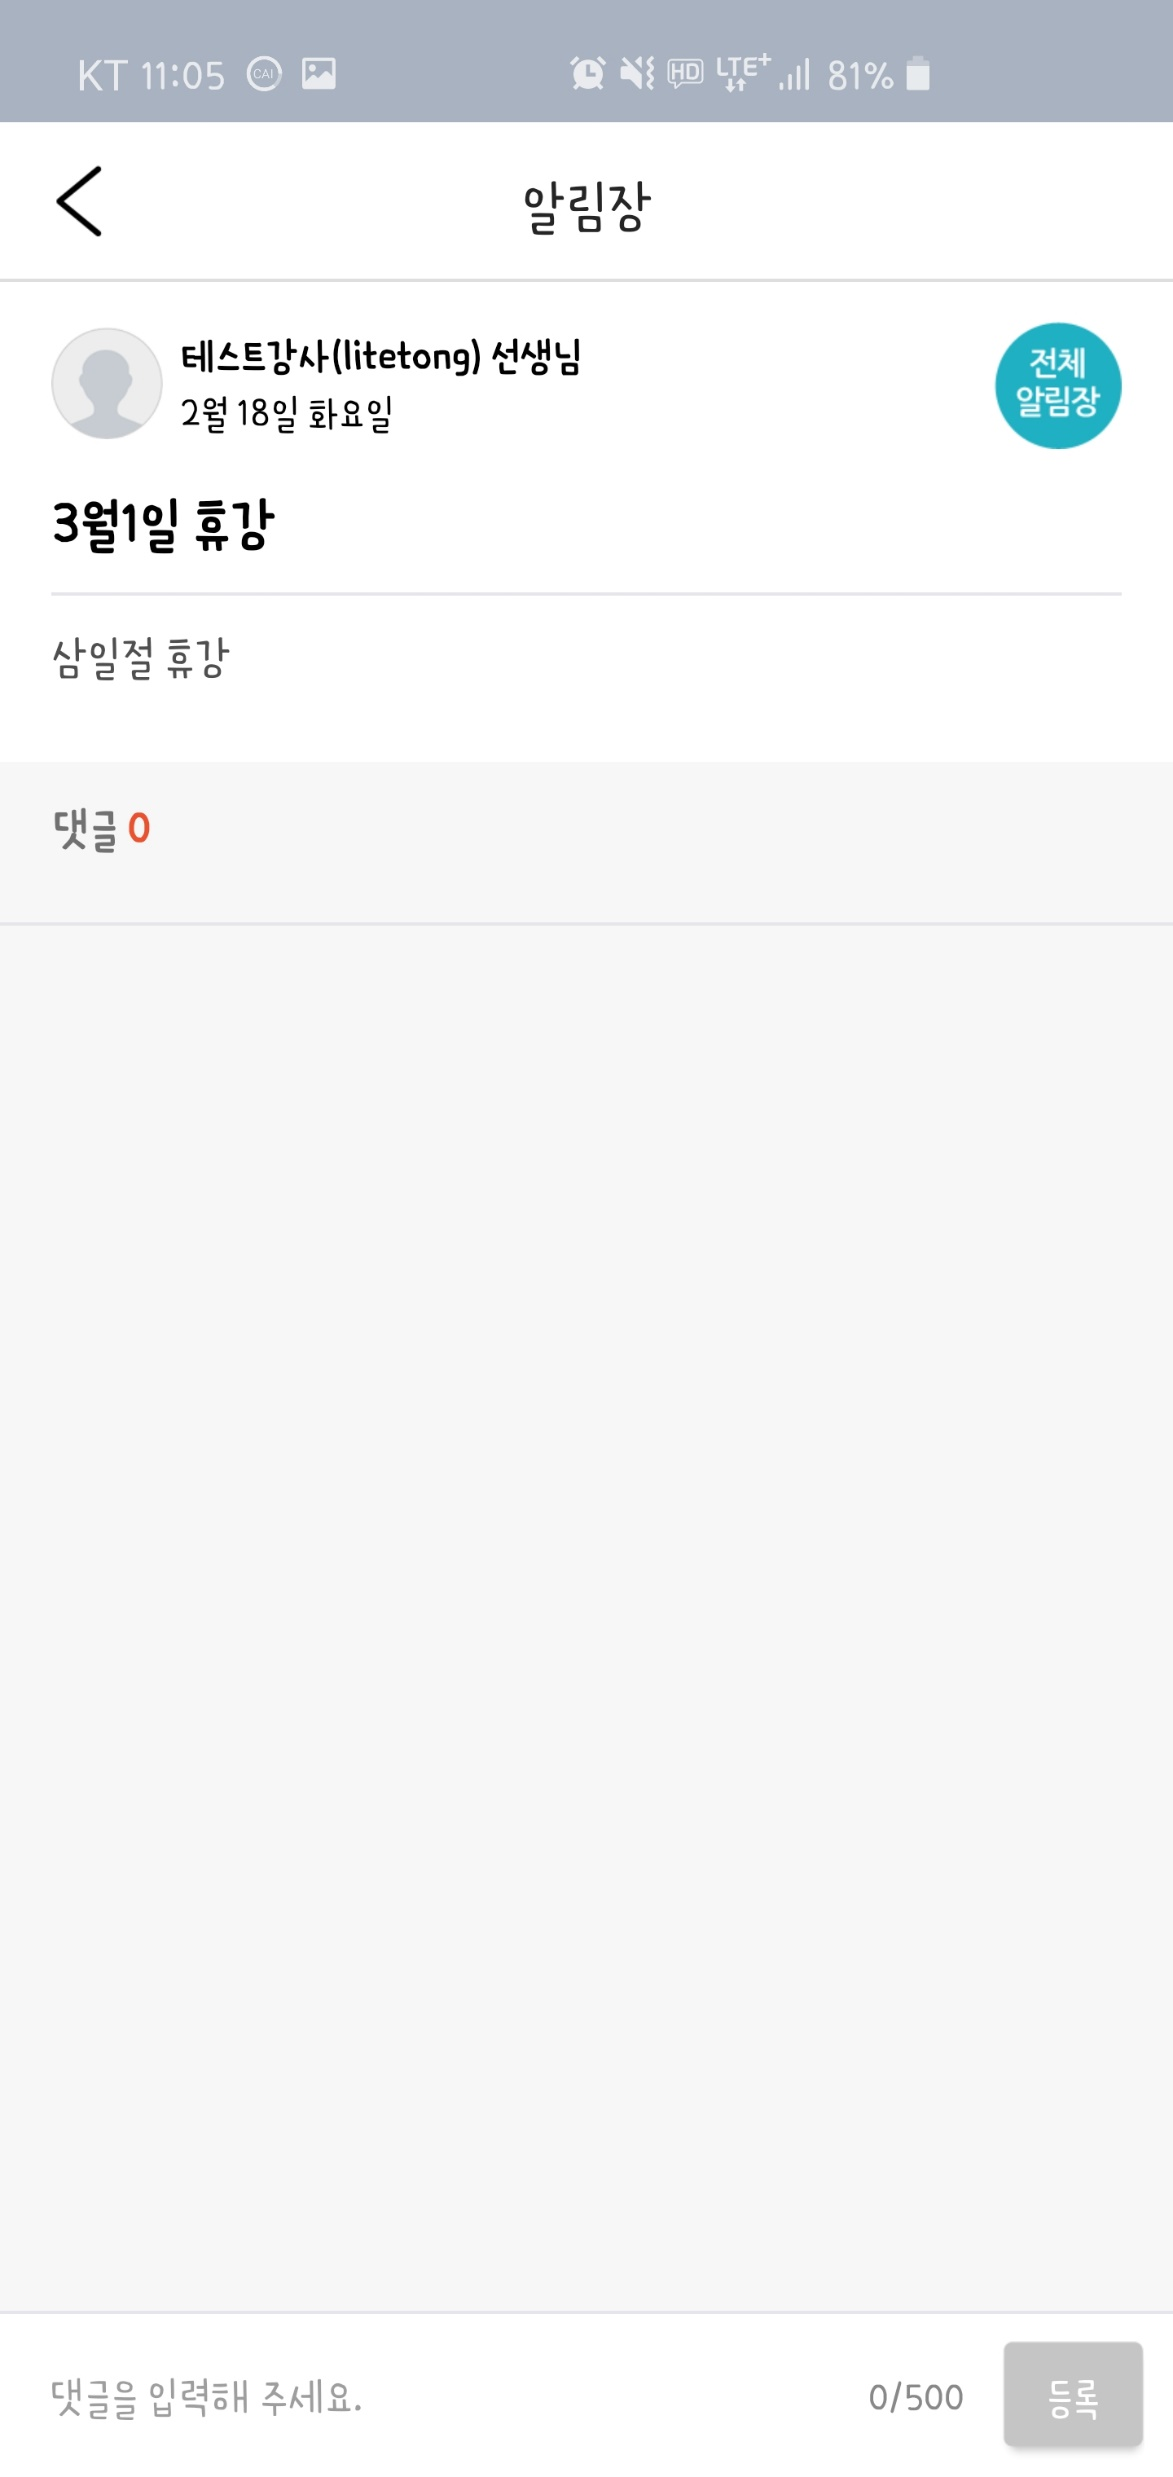 KT 11:05 CAI HD LTE+ 81%
알림장
테스트강사(litetong) 선생님
2월 18일 화요일
전체
알림장
3월1일 휴강
삼일절 휴강
댓글 0
댓글을 입력해 주세요. 0/500 등록